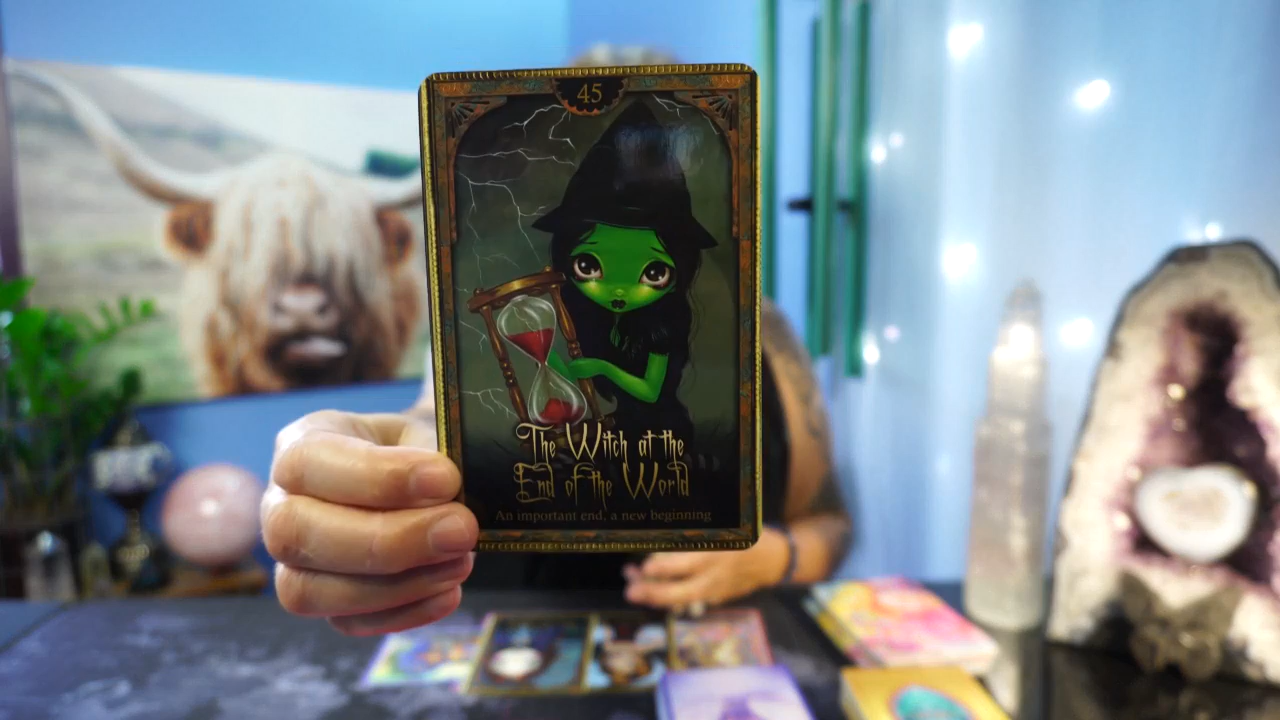 45
The Witch at the
End of the World
An important end, a new beginning